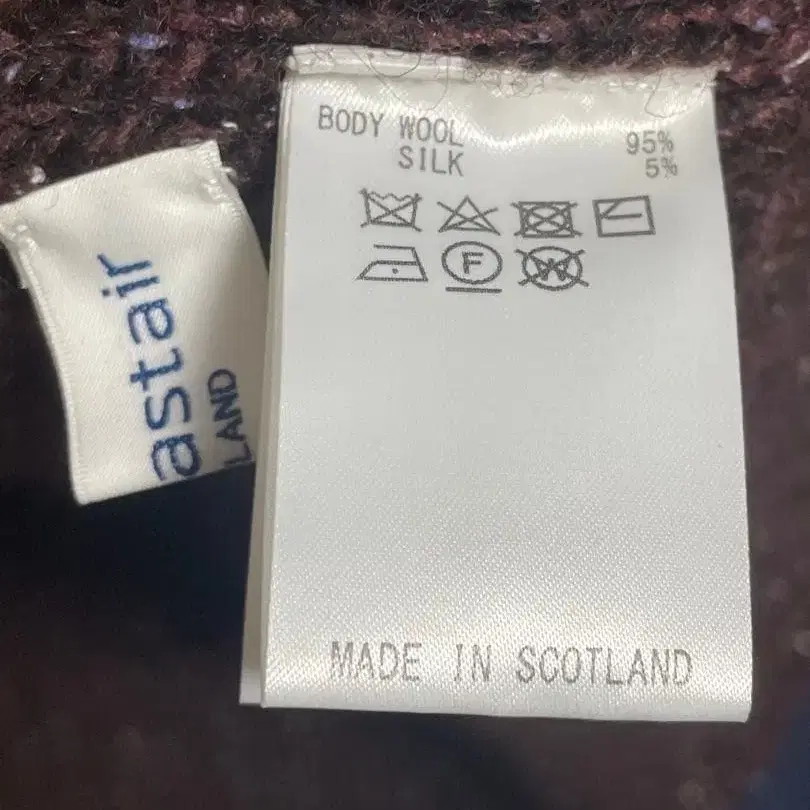 BODY WOOL 95%
SILK 5%
F
W
MADE IN SCOTLAND
astair
LAND